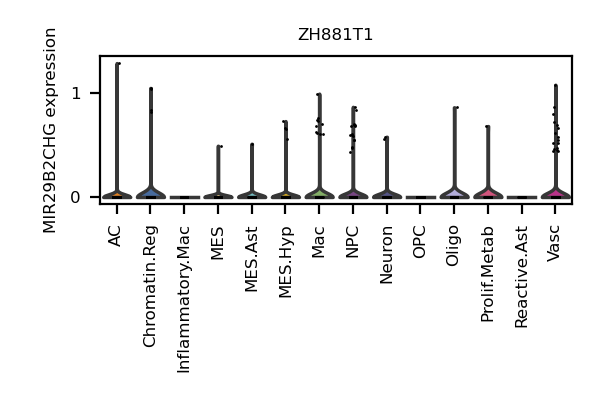 ZH881T1
MIR29B2CHG expression
1
0
AC
Chromatin.Reg
Inflammatory.Mac
MES
MES.Ast
MES.Hyp
Mac
NPC
Neuron
OPC
Oligo
Prolif.Metab
Reactive.Ast
Vasc